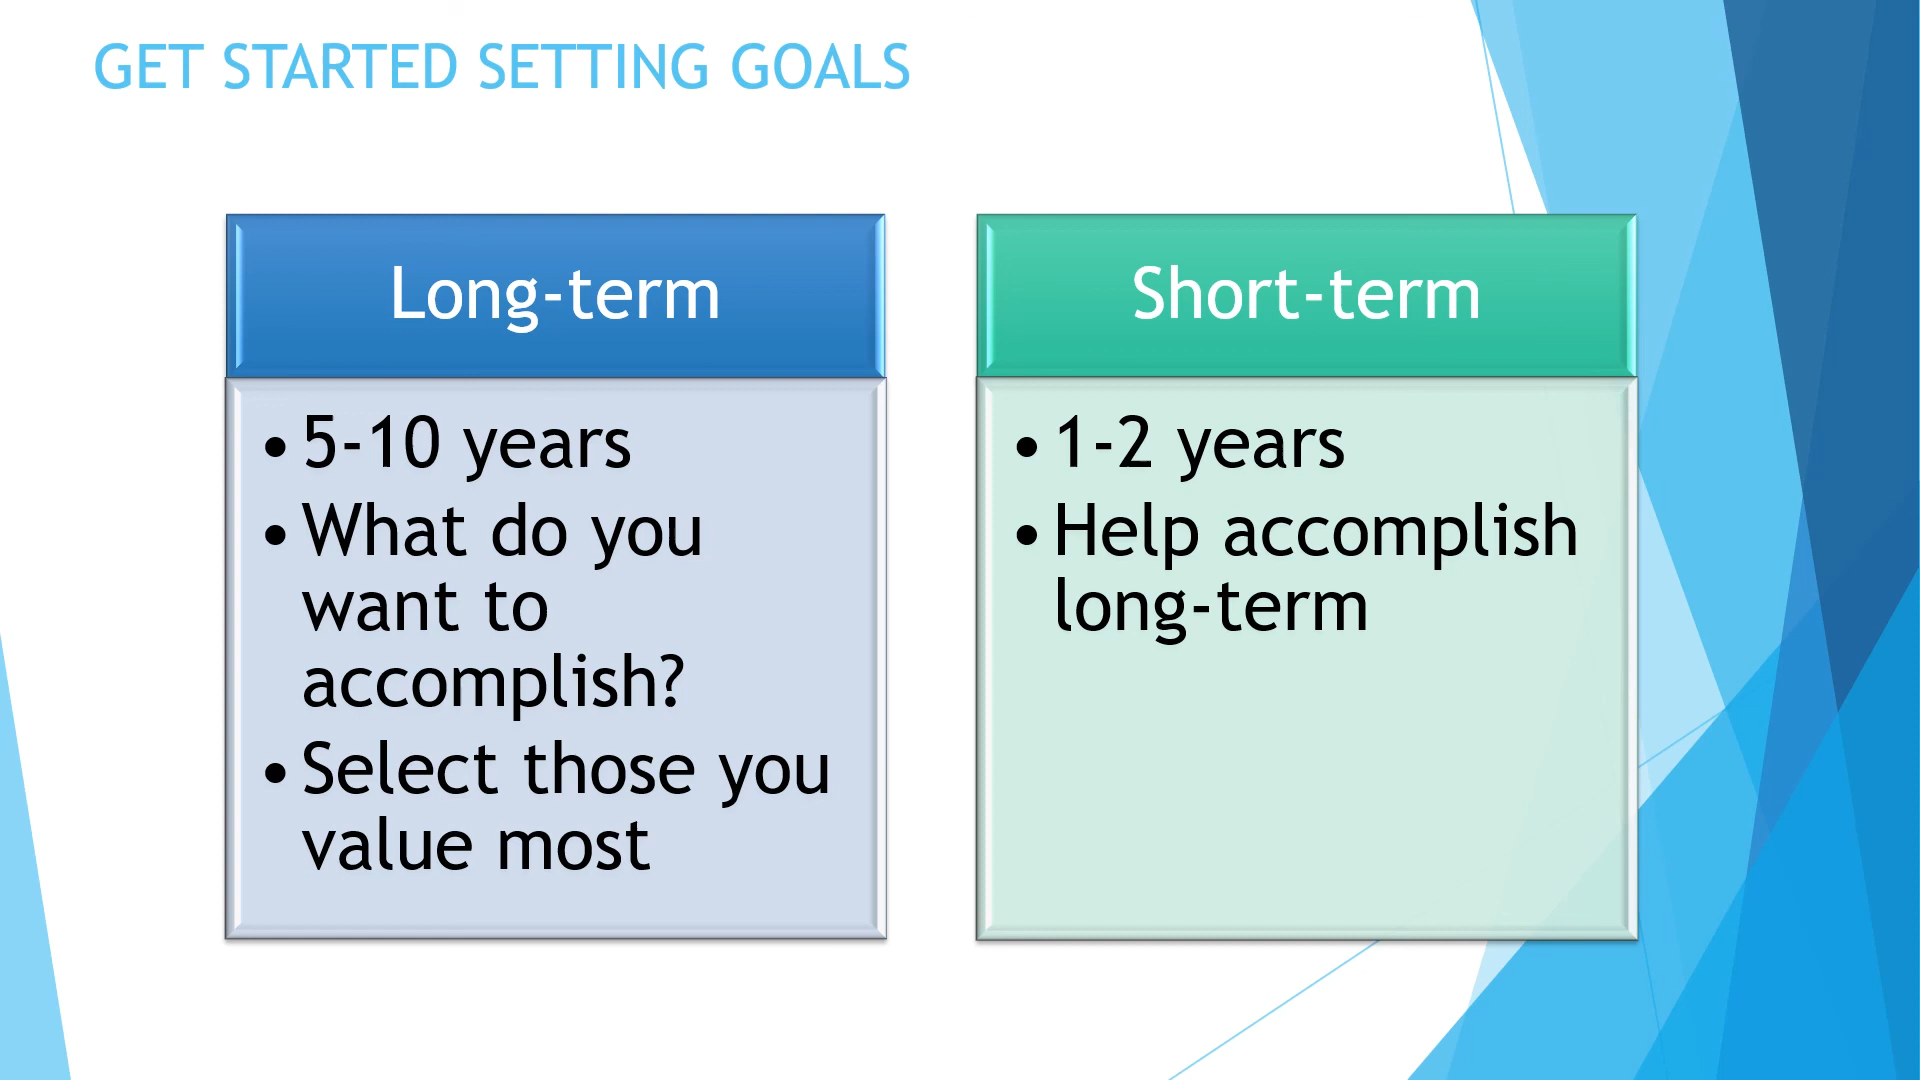 GET STARTED SETTING GOALS
Long-term
• 5-10 years
• What do you
want to
accomplish?
• Select those you
value most
Short-term
• 1-2 years
• Help accomplish
long-term